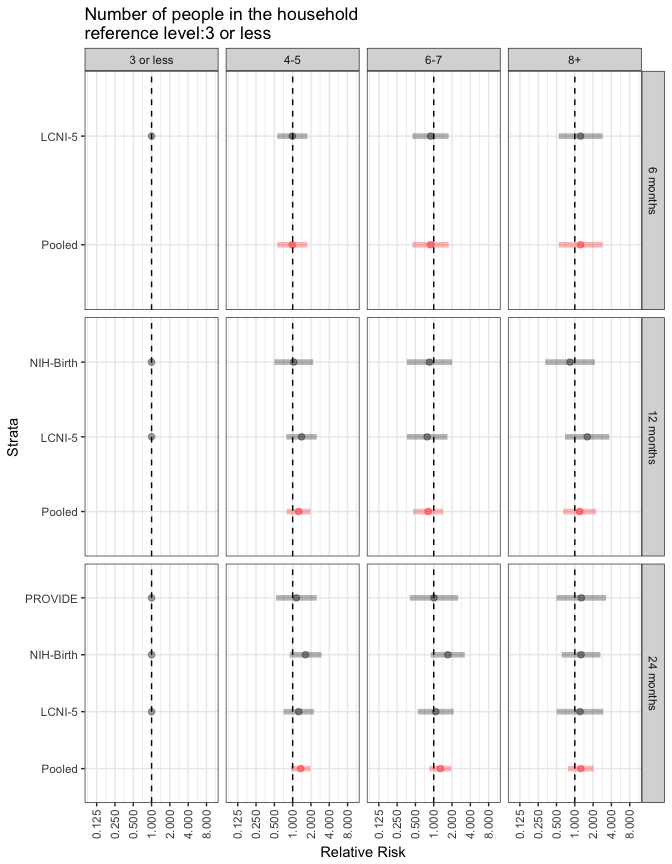 Number of people in the household
reference level:3 or less
3 or less
4-5
6-7
8+
LCNI-5
Pooled
6 months
NIH-Birth
LCNI-5
Pooled
12 months
PROVIDE
NIH-Birth
LCNI-5
Pooled
24 months
Strata
0.125 0.250 0.500 1.000 2.000 4.000 8.000
0.125 0.250 0.500 1.000 2.000 4.000 8.000
0.125 0.250 0.500 1.000 2.000 4.000 8.000
0.125 0.250 0.500 1.000 2.000 4.000 8.000
Relative Risk